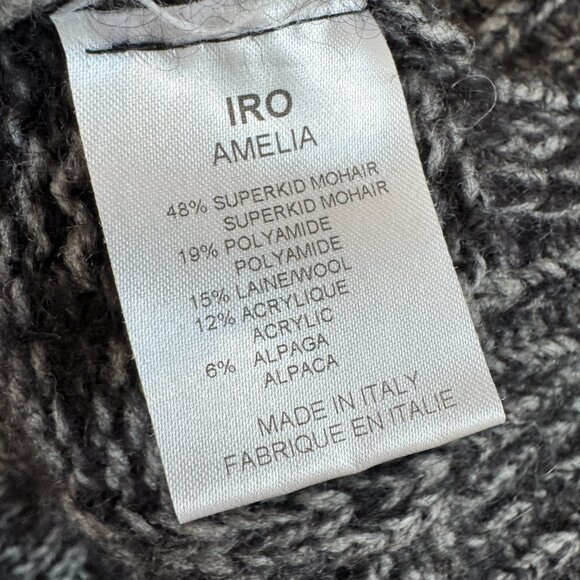 IRO
AMELIA
48% SUPERKID MOHAIR
SUPERKID MOHAIR
19% POLYAMIDE
POLYAMIDE
15% LAINE/WOOL
12% ACRYLIQUE
ACRYLIC
6% ALPAGA
ALPACA
MADE IN ITALY
FABRIQUE EN ITALIE